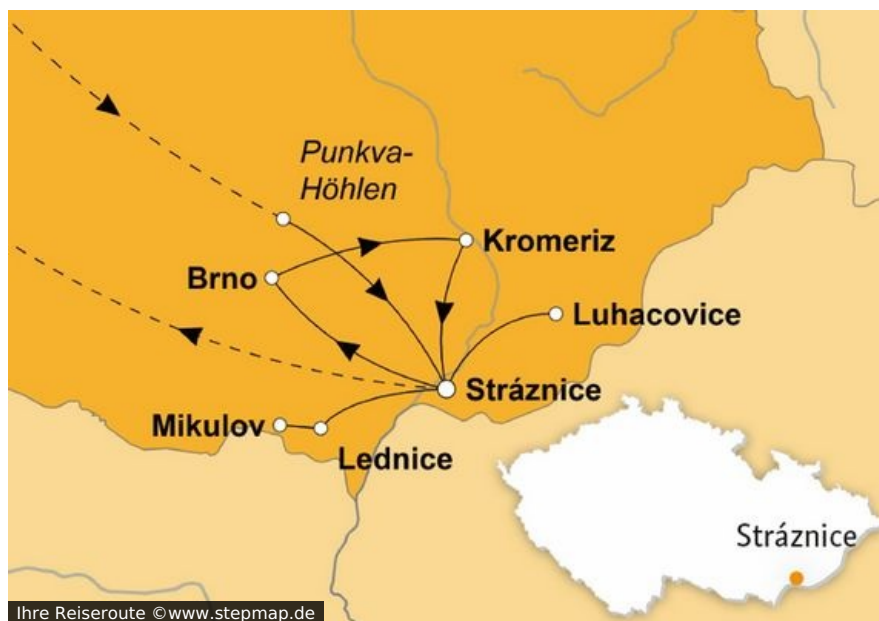 Punkva-
Höhlen
Kromeriz
Brno
Luhacovice
Stráznice
Mikulov
Lednice
Stráznice
Ihre Reiseroute ©www.stepmap.de